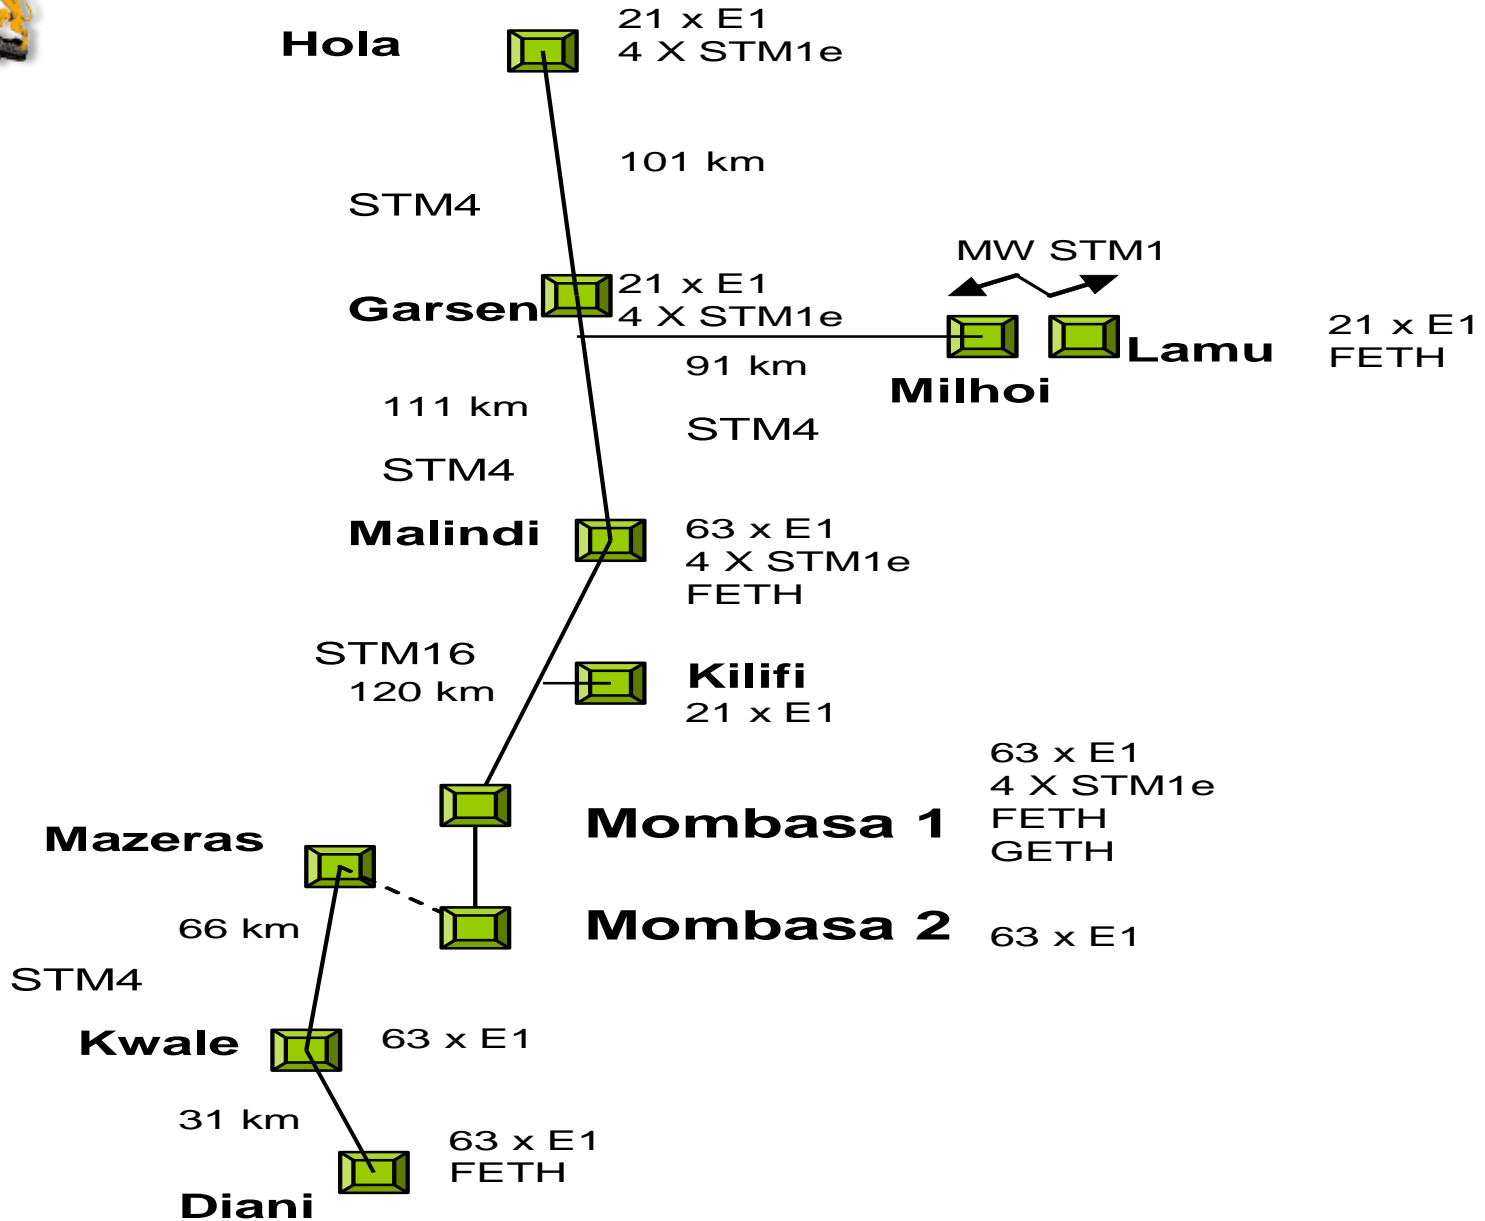 Hola
21 x E1
4 X STM1e
101 km
STM4
MW STM1
Garsen
21 x E1
4 X STM1e
Lamu
21 x E1
FETH
91 km
Milhoi
111 km
STM4
STM4
Malindi
63 x E1
4 X STM1e
FETH
STM16
120 km
Kilifi
21 x E1
Mombasa 1
63 x E1
4 X STM1e
FETH
GETH
Mazeras
66 km
Mombasa 2
63 x E1
STM4
Kwale
63 x E1
31 km
63 x E1
FETH
Diani